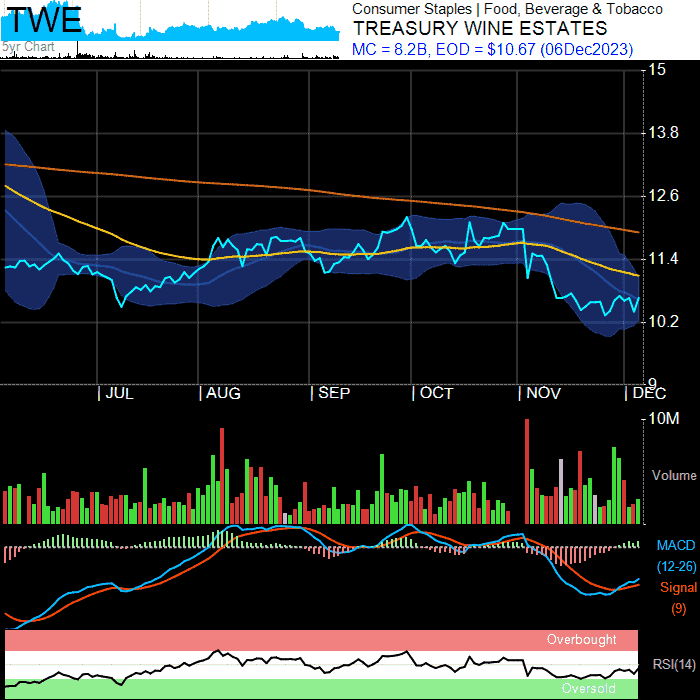 TWE
5yr Chart
Consumer Staples | Food, Beverage & Tobacco
TREASURY WINE ESTATES
MC = 8.2B, EOD = $10.67 (06Dec2023)
15
13.8
12.6
11.4
10.2
9
| JUL | AUG | SEP | OCT | NOV | DEC
10M
Volume
MACD
(12-26)
Signal
(9)
Overbought
RSI(14)
Oversold